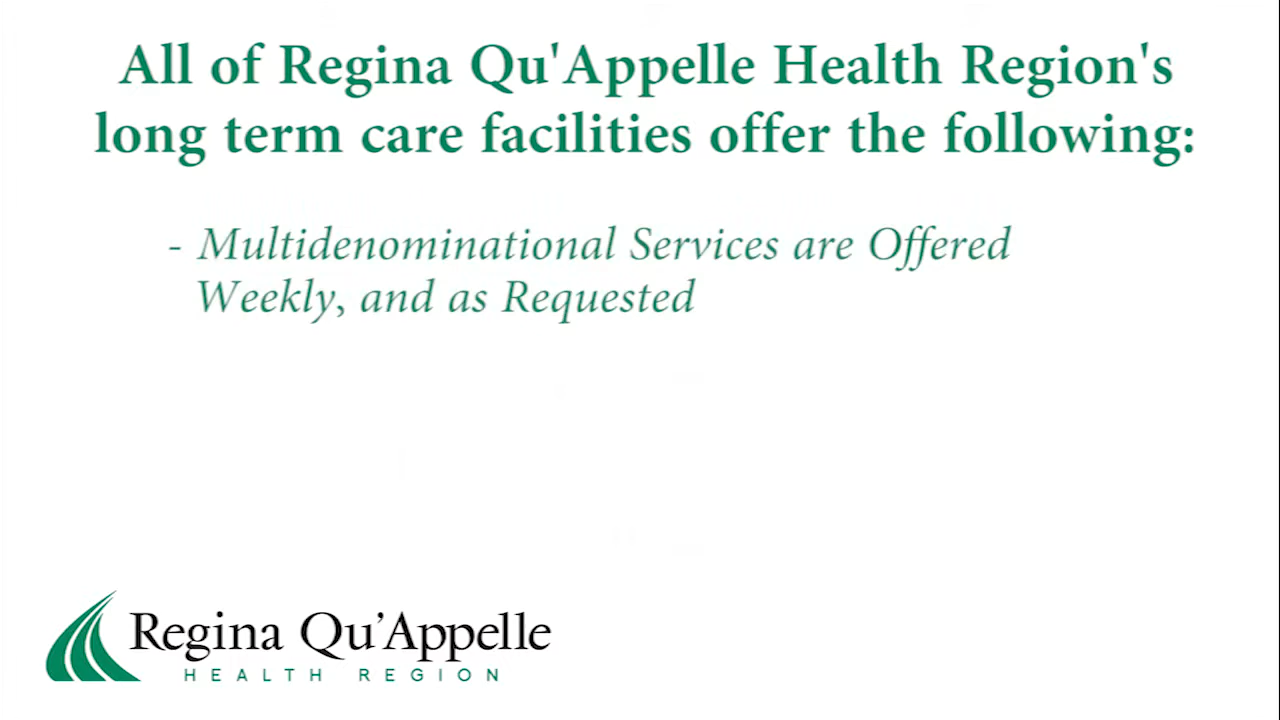 All of Regina Qu'Appelle Health Region's
long term care facilities offer the following:
- Multidenominational Services are Offered
Weekly, and as Requested
Regina Qu’Appelle
HEALTH REGION